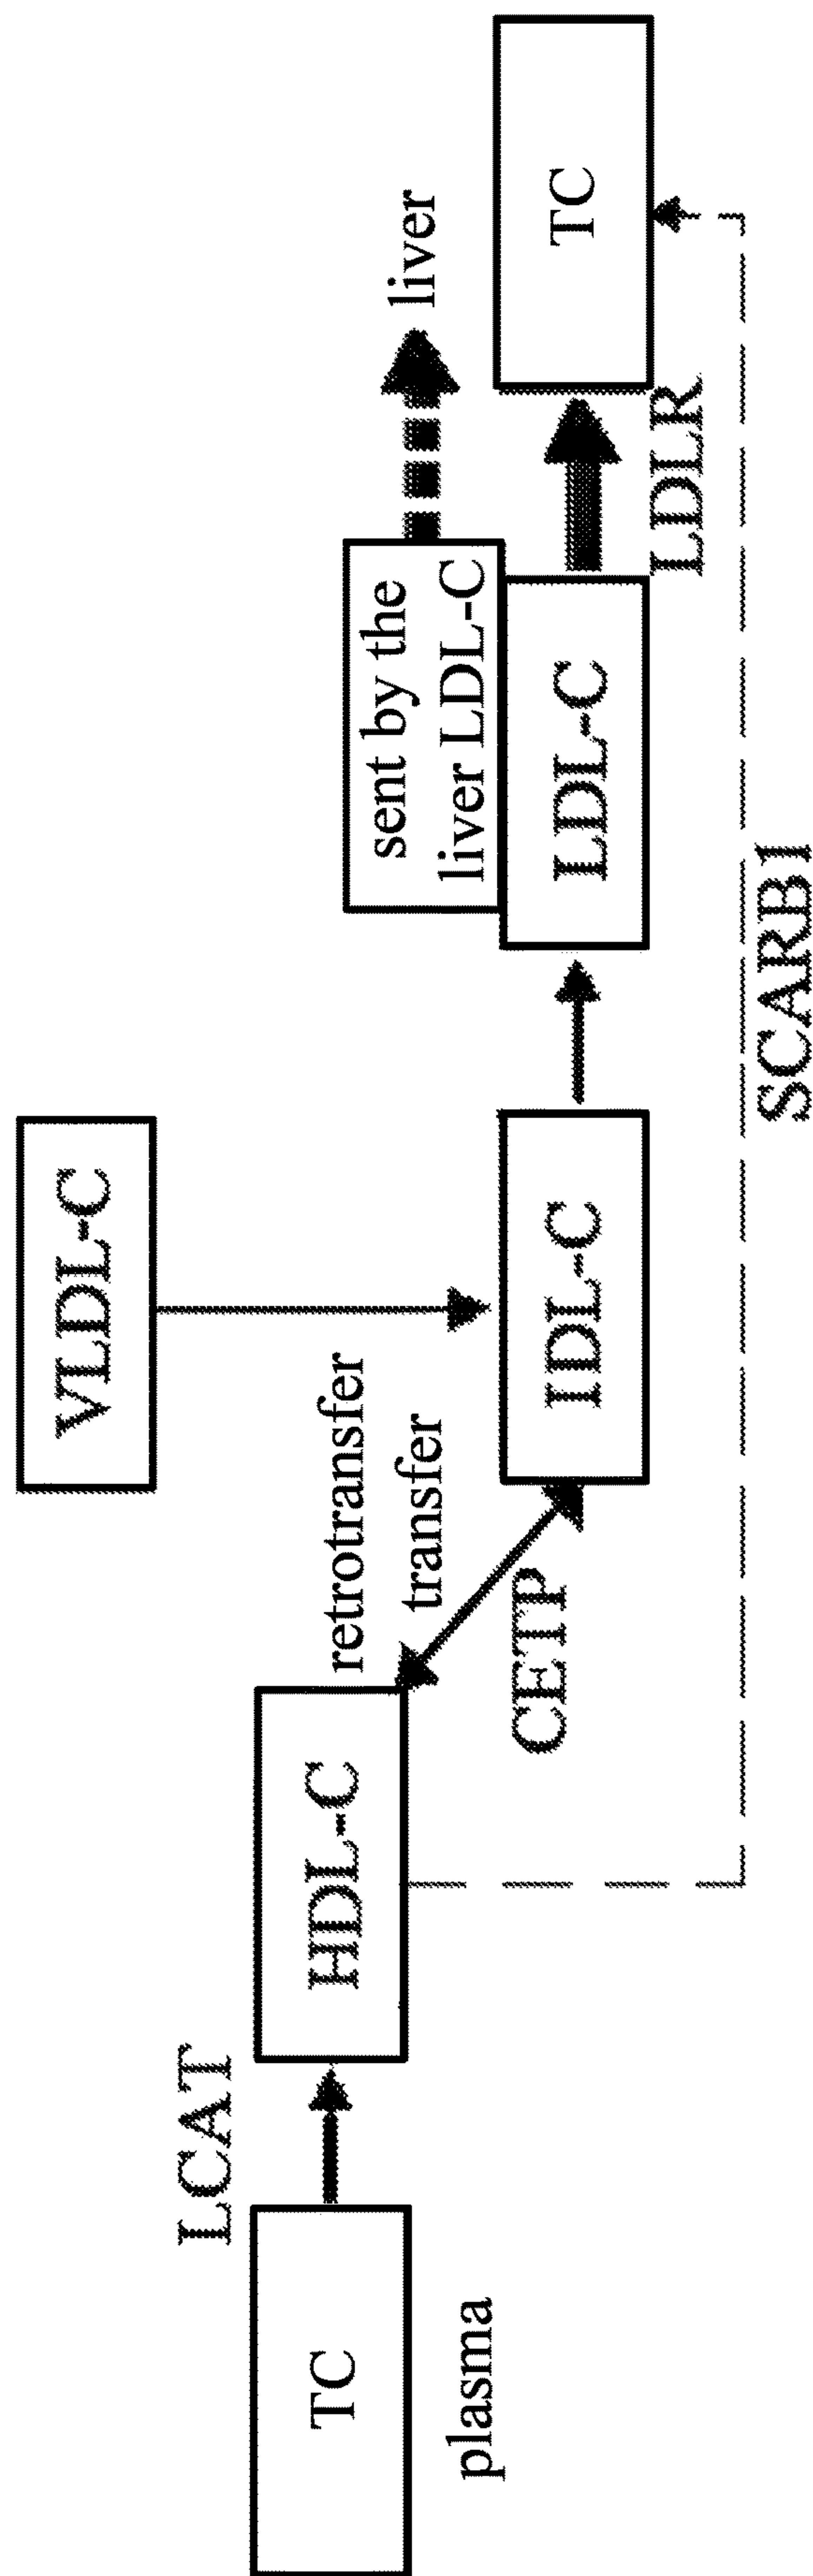 TC
plasma
LCAT
HDL-C
retrotransfer
transfer
CETP
VLDL-C
IDL-C
sent by the
liver LDL-C
LDL-C
liver
LDLR
TC
SCARB1